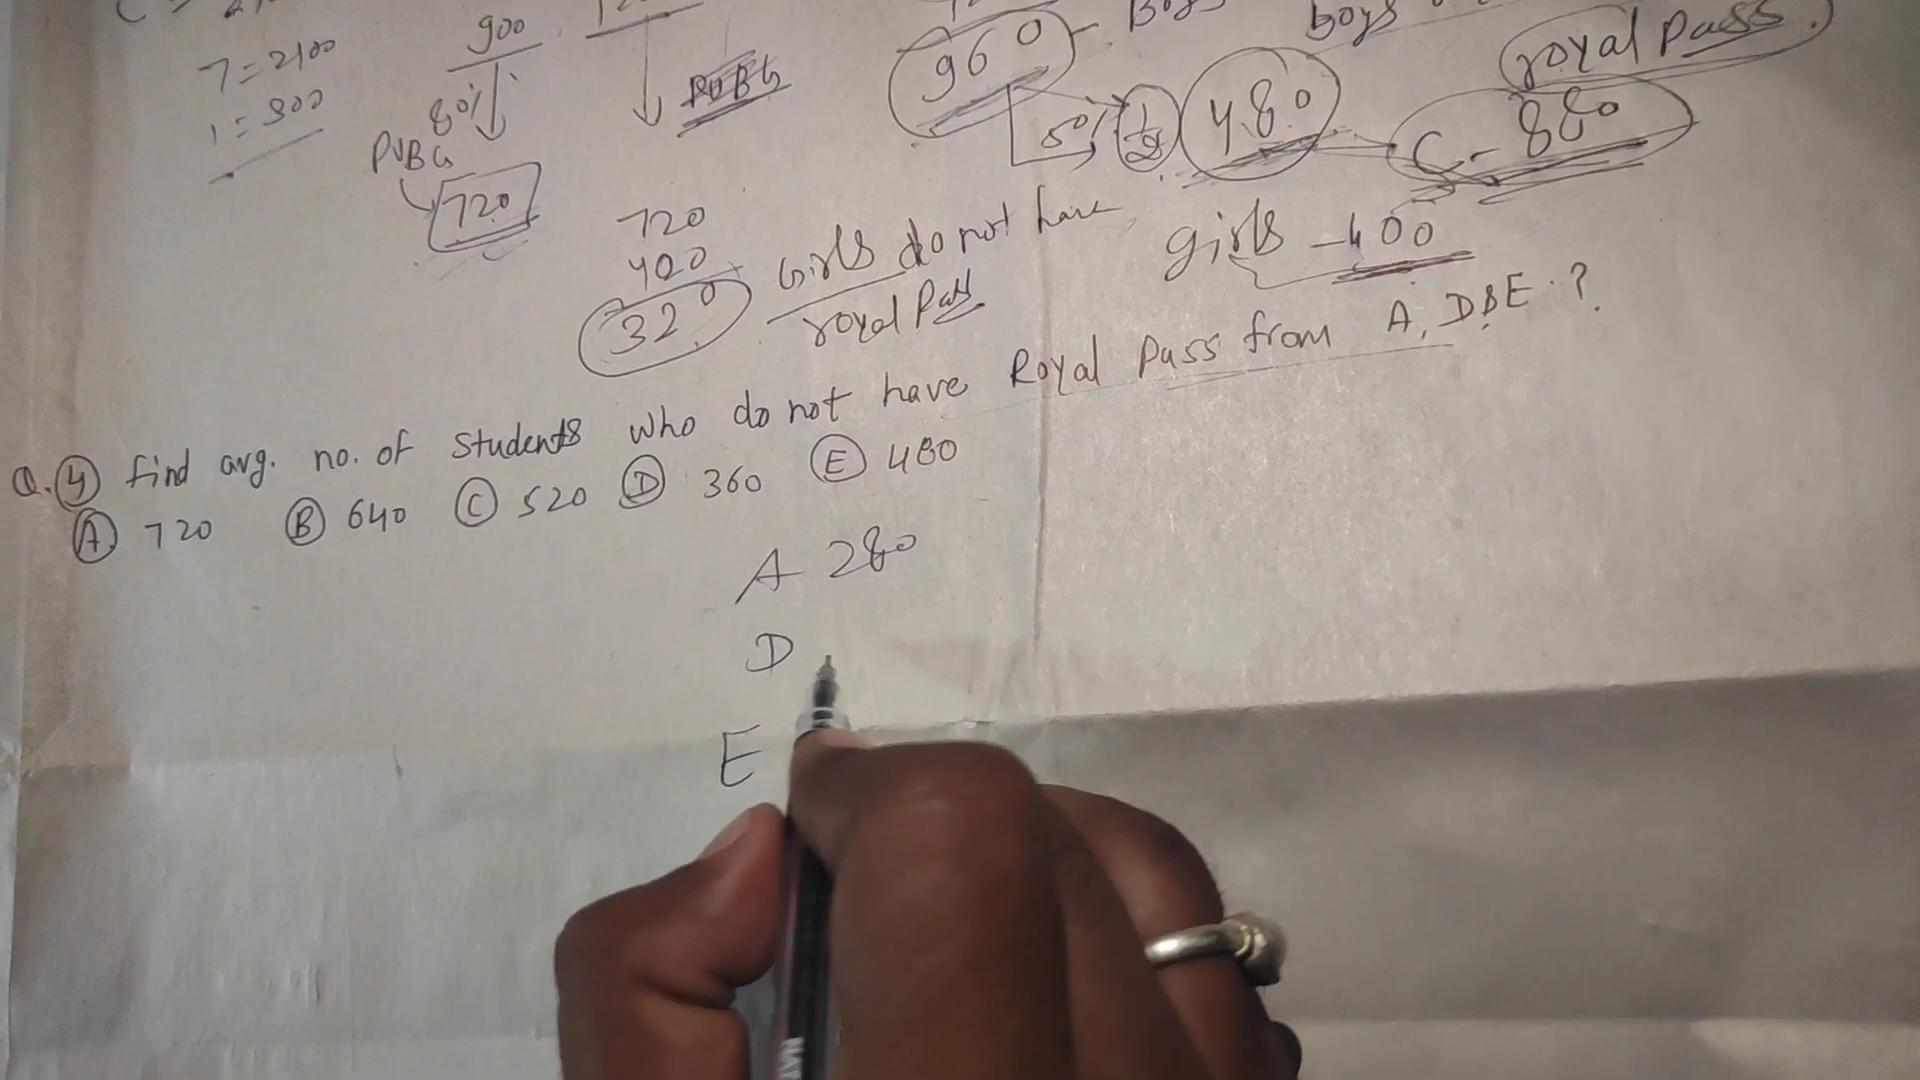 900
7=2100
1=300
80%
PUBG
720
PUBG
960 - Boys
50% 1/2 480
boys
royal pass.
C - 880
girls - 400
720
400
320
Girls do not have
royal Pass
Q.(4) find avg. no. of students who do not have Royal Pass from A, D & E ?
(A) 720 (B) 640 (C) 520 (D) 360 (E) 480
A 280
D
E